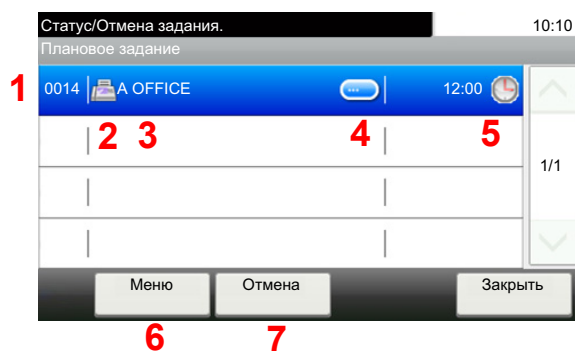 Статус/Отмена задания. 10:10
Плановое задание
1 0014 A OFFICE 12:00
2 3 4 5
1/1
Меню Отмена Закрыть
6 7